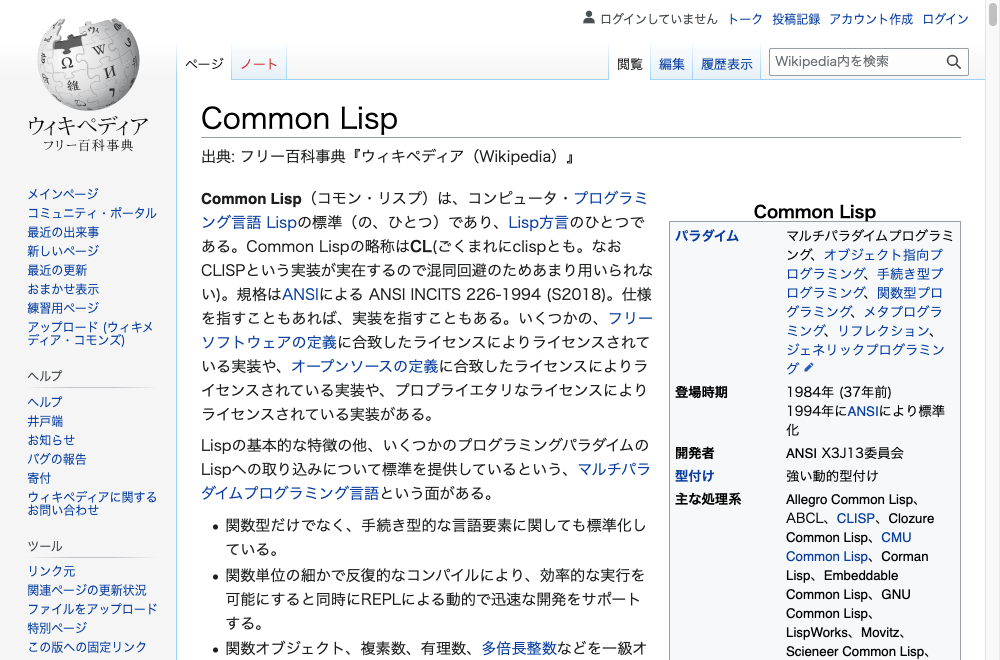 ログインしていません トーク 投稿記録 アカウント作成 ログイン
ページ ノート 閲覧 編集 履歴表示 Wikipedia内を検索
Ω W И 維
ウィキペディア
フリー百科事典
メインページ
コミュニティ・ポータル
最近の出来事
新しいページ
最近の更新
おまかせ表示
練習用ページ
アップロード (ウィキメ
ディア・コモンズ)
ヘルプ
ヘルプ
井戸端
お知らせ
バグの報告
寄付
ウィキペディアに関する
お問い合わせ
ツール
リンク元
関連ページの更新状況
ファイルをアップロード
特別ページ
この版への固定リンク
Common Lisp
出典: フリー百科事典『ウィキペディア（Wikipedia）』
Common Lisp（コモン・リスプ）は、コンピュータ・プログラミ
ング言語 Lispの標準（の、ひとつ）であり、Lisp方言のひとつで
ある。Common Lispの略称はCL(ごくまれにclispとも。なお
CLISPという実装が実在するので混同回避のためあまり用いられな
い)。規格はANSIによる ANSI INCITS 226-1994 (S2018)。仕様
を指すこともあれば、実装を指すこともある。いくつかの、フリー
ソフトウェアの定義に合致したライセンスによりライセンスされて
いる実装や、オープンソースの定義に合致したライセンスによりラ
イセンスされている実装や、プロプライエタリなライセンスにより
ライセンスされている実装がある。
Lispの基本的な特徴の他、いくつかのプログラミングパラダイムの
Lispへの取り込みについて標準を提供しているという、マルチパラ
ダイムプログラミング言語という面がある。
• 関数型だけでなく、手続き型的な言語要素に関しても標準化し
ている。
• 関数単位の細かで反復的なコンパイルにより、効率的な実行を
可能にすると同時にREPLによる動的で迅速な開発をサポート
する。
• 関数オブジェクト、複素数、有理数、多倍長整数などを一級オ
Common Lisp
パラダイム マルチパラダイムプログラミ
ング、オブジェクト指向プ
ログラミング、手続き型プ
ログラミング、関数型プロ
グラミング、メタプログラ
ミング、リフレクション、
ジェネリックプログラミン
グ
登場時期 1984年 (37年前)
1994年にANSIにより標準
化
開発者 ANSI X3J13委員会
型付け 強い動的型付け
主な処理系 Allegro Common Lisp、
ABCL、CLISP、Clozure
Common Lisp、CMU
Common Lisp、Corman
Lisp、Embeddable
Common Lisp、GNU
Common Lisp、
LispWorks、Movitz、
Scieneer Common Lisp、